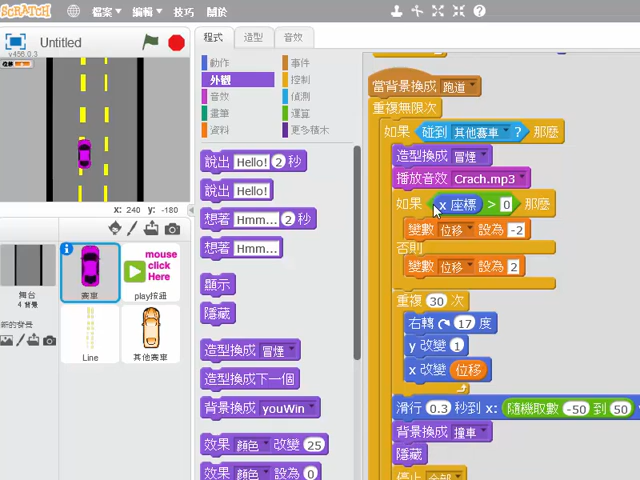 SCRATCH 檔案 編輯 技巧 關於
Untitled
v456.0.3
位移
x: 240 y: -180
舞台
4 背景
新的背景
賽車
mouse
click
Here
play按鈕
Line
其他賽車
程式 造型 音效
動作 事件
外觀 控制
音效 偵測
畫筆 運算
資料 更多積木
說出 Hello! 2 秒
說出 Hello!
想著 Hmm... 2 秒
想著 Hmm...
顯示
隱藏
造型換成 冒煙
造型換成下一個
背景換成 youWin
效果 顏色 改變 25
效果 顏色 設為 0
當背景換成 跑道
重複無限次
如果 碰到 其他賽車 ? 那麼
造型換成 冒煙
播放音效 Crach.mp3
如果 x 座標 > 0 那麼
變數 位移 設為 -2
否則
變數 位移 設為 2
重複 30 次
右轉 17 度
y 改變 1
x 改變 位移
滑行 0.3 秒到 x: 隨機取數 -50 到 50
背景換成 撞車
隱藏
停止 全部